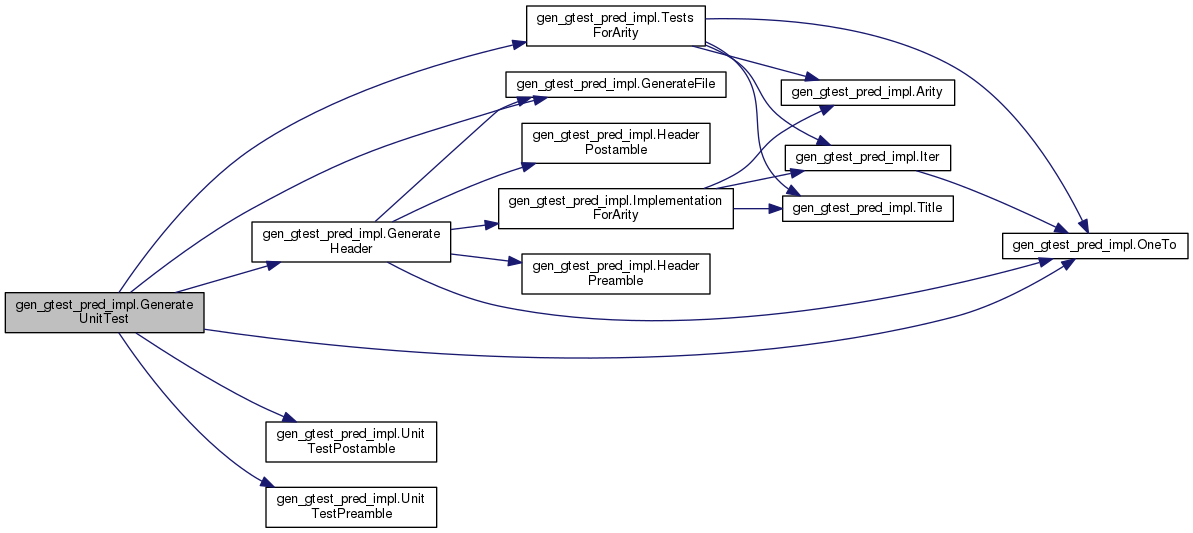 gen_gtest_pred_impl.Tests
ForArity
gen_gtest_pred_impl.GenerateFile
gen_gtest_pred_impl.Arity
gen_gtest_pred_impl.Header
Postamble
gen_gtest_pred_impl.Iter
gen_gtest_pred_impl.Implementation
ForArity
gen_gtest_pred_impl.Title
gen_gtest_pred_impl.Generate
Header
gen_gtest_pred_impl.OneTo
gen_gtest_pred_impl.Header
Preamble
gen_gtest_pred_impl.Generate
UnitTest
gen_gtest_pred_impl.Unit
TestPostamble
gen_gtest_pred_impl.Unit
TestPreamble